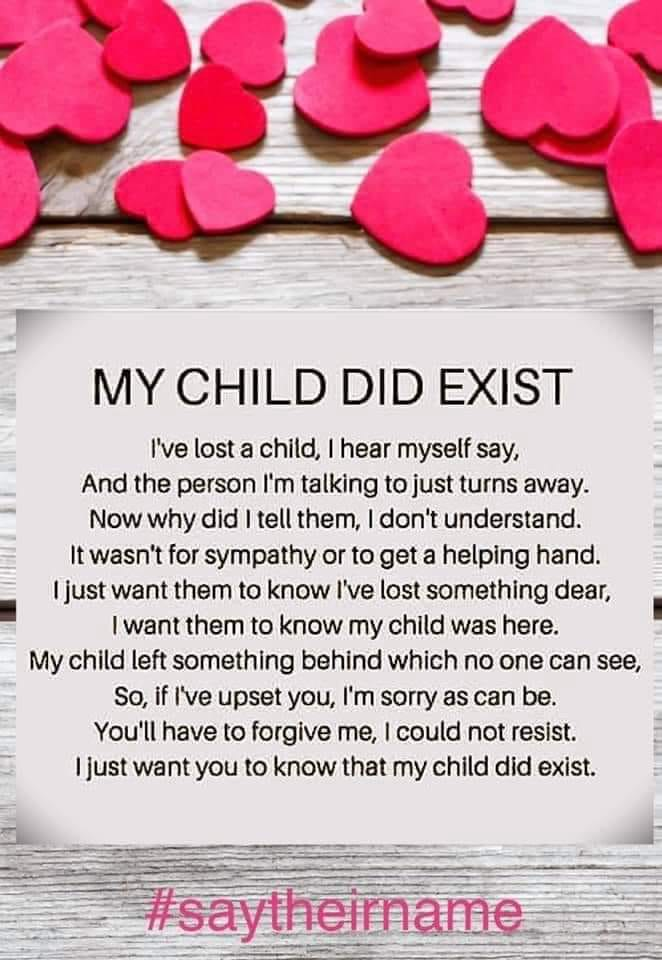 MY CHILD DID EXIST
I've lost a child, I hear myself say,
And the person I'm talking to just turns away.
Now why did I tell them, I don't understand.
It wasn't for sympathy or to get a helping hand.
I just want them to know I've lost something dear,
I want them to know my child was here.
My child left something behind which no one can see,
So, if I've upset you, I'm sorry as can be.
You'll have to forgive me, I could not resist.
I just want you to know that my child did exist.
#saytheirname